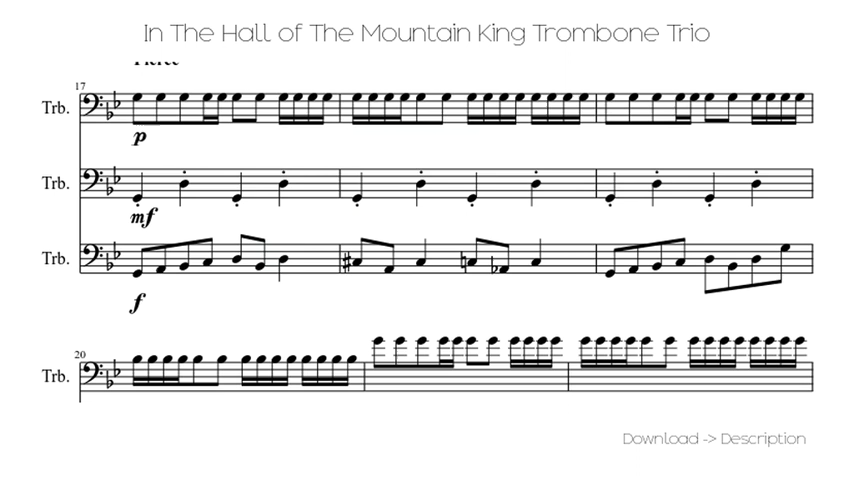 In The Hall of The Mountain King Trombone Trio
17
Trb.
p
Trb.
mf
Trb.
f
20
Trb.
Download -> Description